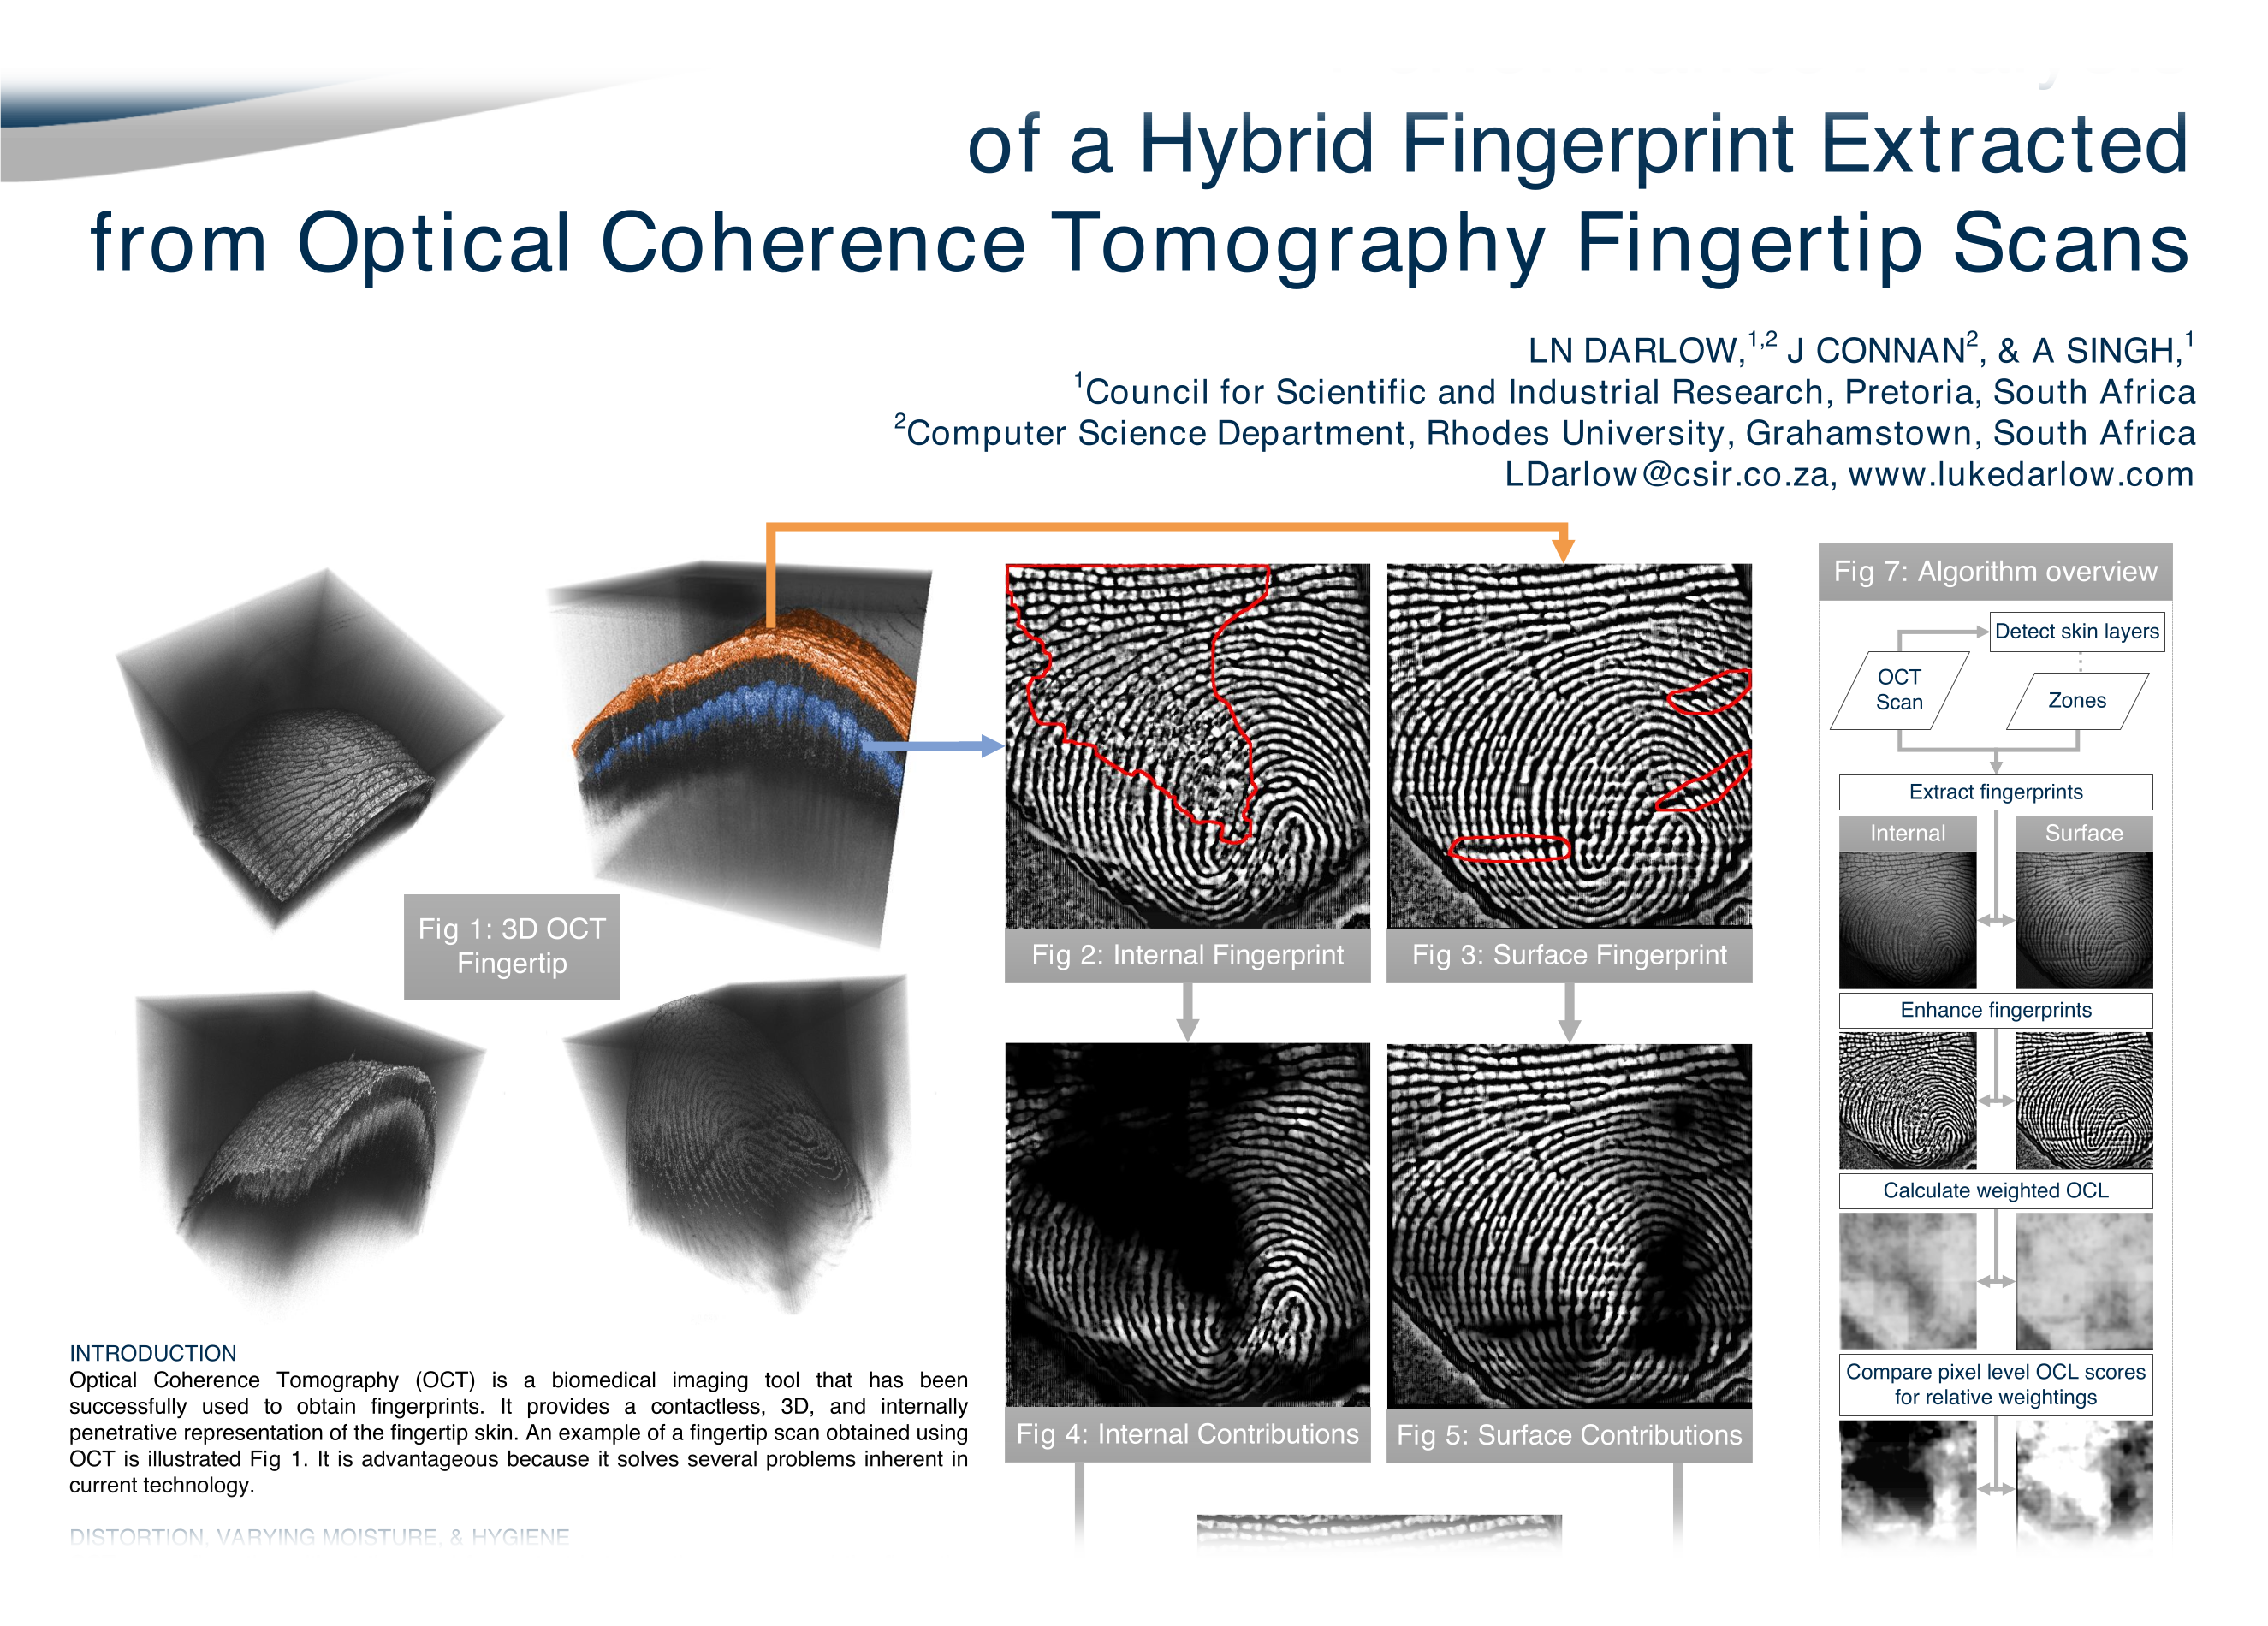 of a Hybrid Fingerprint Extracted
from Optical Coherence Tomography Fingertip Scans
LN DARLOW,1,2 J CONNAN2, & A SINGH,1
1Council for Scientific and Industrial Research, Pretoria, South Africa
2Computer Science Department, Rhodes University, Grahamstown, South Africa
LDarlow@csir.co.za, www.lukedarlow.com
Fig 1: 3D OCT
Fingertip
Fig 2: Internal Fingerprint
Fig 3: Surface Fingerprint
Fig 4: Internal Contributions
Fig 5: Surface Contributions
Fig 7: Algorithm overview
Detect skin layers
OCT
Scan
Zones
Extract fingerprints
Internal
Surface
Enhance fingerprints
Calculate weighted OCL
Compare pixel level OCL scores
for relative weightings
INTRODUCTION
Optical Coherence Tomography (OCT) is a biomedical imaging tool that has been
successfully used to obtain fingerprints. It provides a contactless, 3D, and internally
penetrative representation of the fingertip skin. An example of a fingertip scan obtained using
OCT is illustrated Fig 1. It is advantageous because it solves several problems inherent in
current technology.
DISTORTION, VARYING MOISTURE, & HYGIENE